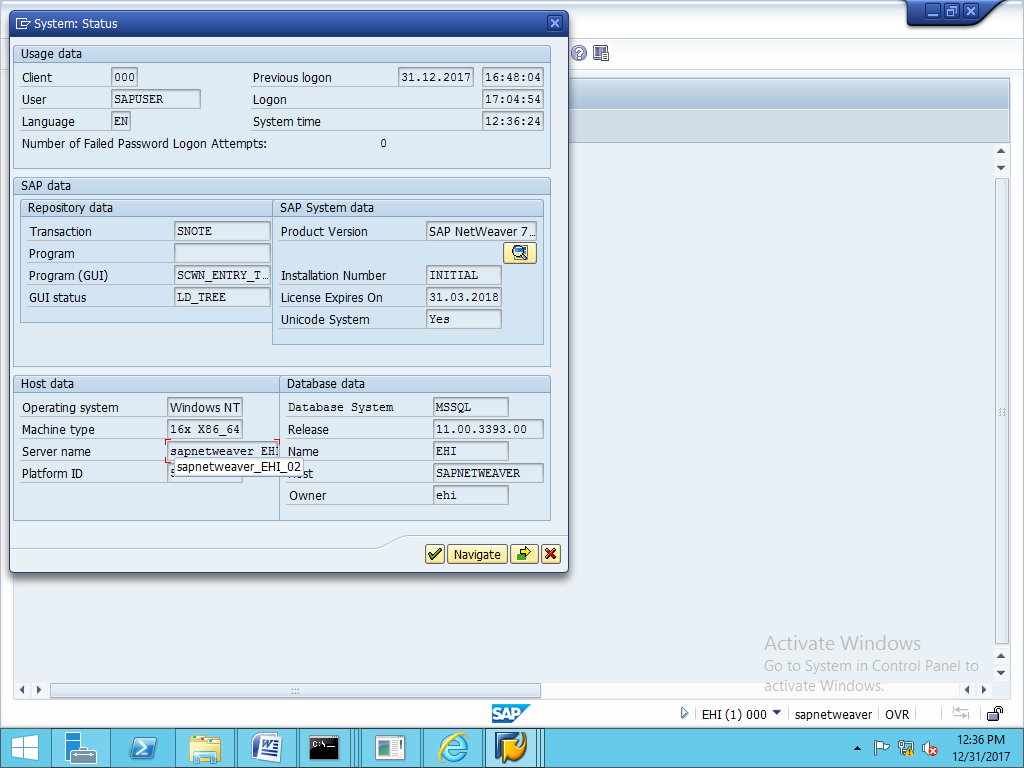 System: Status
Usage data
Client 000 Previous logon 31.12.2017 16:48:04
User SAPUSER Logon 17:04:54
Language EN System time 12:36:24
Number of Failed Password Logon Attempts: 0
SAP data
Repository data SAP System data
Transaction SNOTE Product Version SAP NetWeaver 7...
Program
Program (GUI) SCWN_ENTRY_T... Installation Number INITIAL
GUI status LD_TREE License Expires On 31.03.2018
Unicode System Yes
Host data Database data
Operating system Windows NT Database System MSSQL
Machine type 16x X86_64 Release 11.00.3393.00
Server name sapnetweaver EHI Name EHI
sapnetweaver_EHI_02
Platform ID SAPNETWEAVER
Owner ehi
Navigate
Activate Windows
Go to System in Control Panel to
activate Windows.
SAP EHI (1) 000 sapnetweaver OVR
12:36 PM
12/31/2017